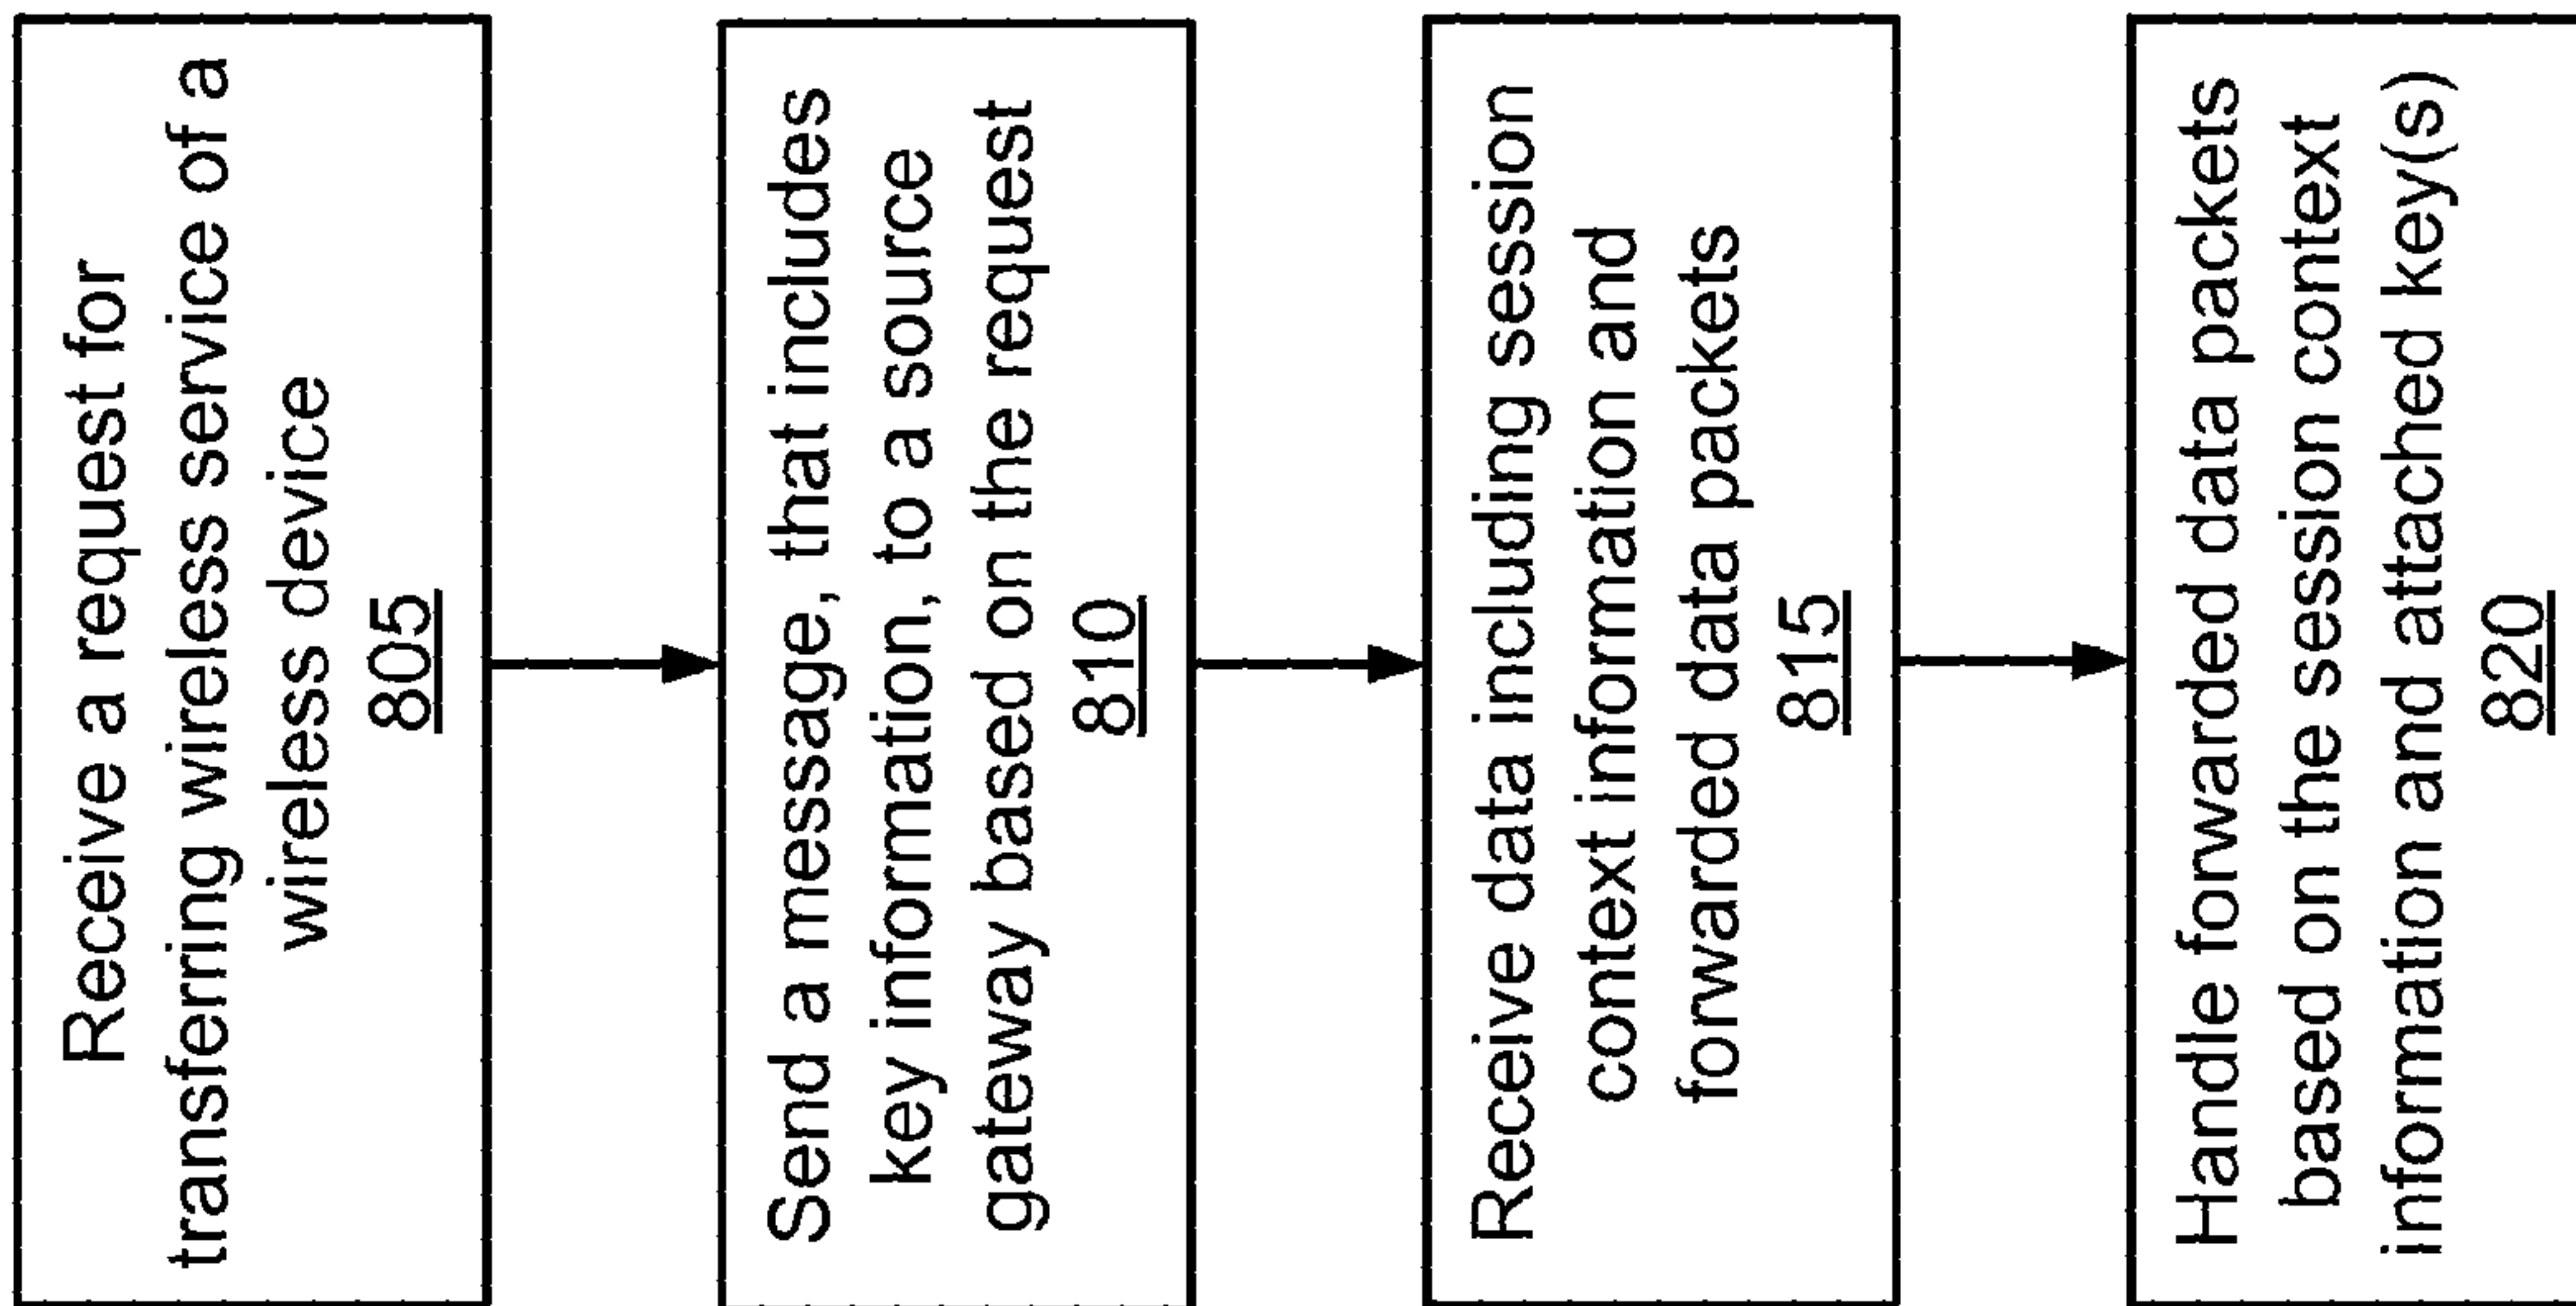 Receive a request for
transferring wireless service of a
wireless device
805
Send a message, that includes
key information, to a source
gateway based on the request
810
Receive data including session
context information and
forwarded data packets
815
Handle forwarded data packets
based on the session context
information and attached key(s)
820